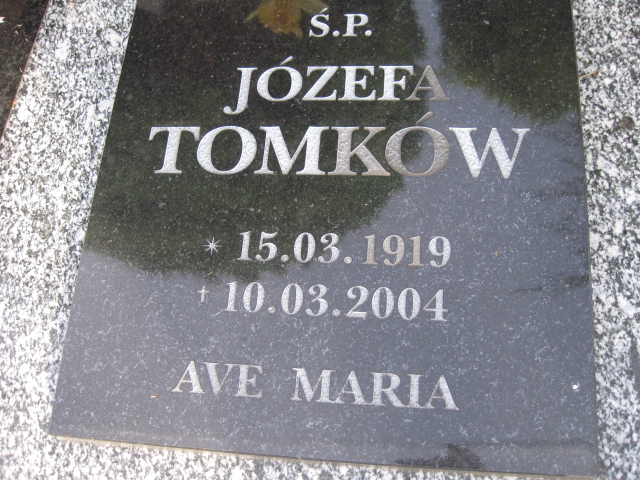 Ś.P.
JÓZEFA
TOMKÓW
* 15.03.1919
† 10.03.2004
AVE MARIA